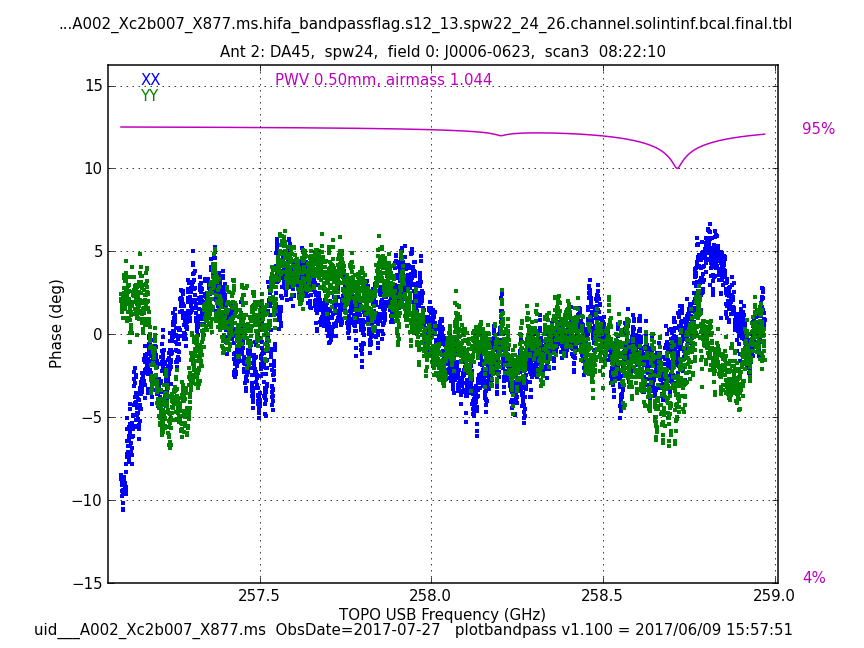 ...A002_Xc2b007_X877.ms.hifa_bandpassflag.s12_13.spw22_24_26.channel.solintinf.bcal.final.tbl
Ant 2: DA45, spw24, field 0: J0006-0623, scan3 08:22:10
XX
YY
PWV 0.50mm, airmass 1.044
95%
4%
15
10
5
0
−5
−10
−15
Phase (deg)
257.5
258.0
258.5
259.0
TOPO USB Frequency (GHz)
uid___A002_Xc2b007_X877.ms ObsDate=2017-07-27 plotbandpass v1.100 = 2017/06/09 15:57:51